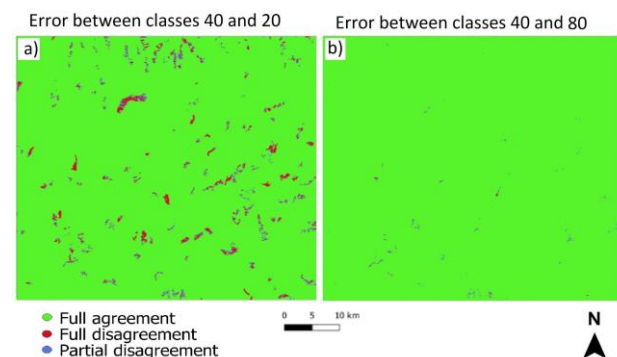 Error between classes 40 and 20
Error between classes 40 and 80
a)
b)
Full agreement
Full disagreement
Partial disagreement
0 5 10 km
N